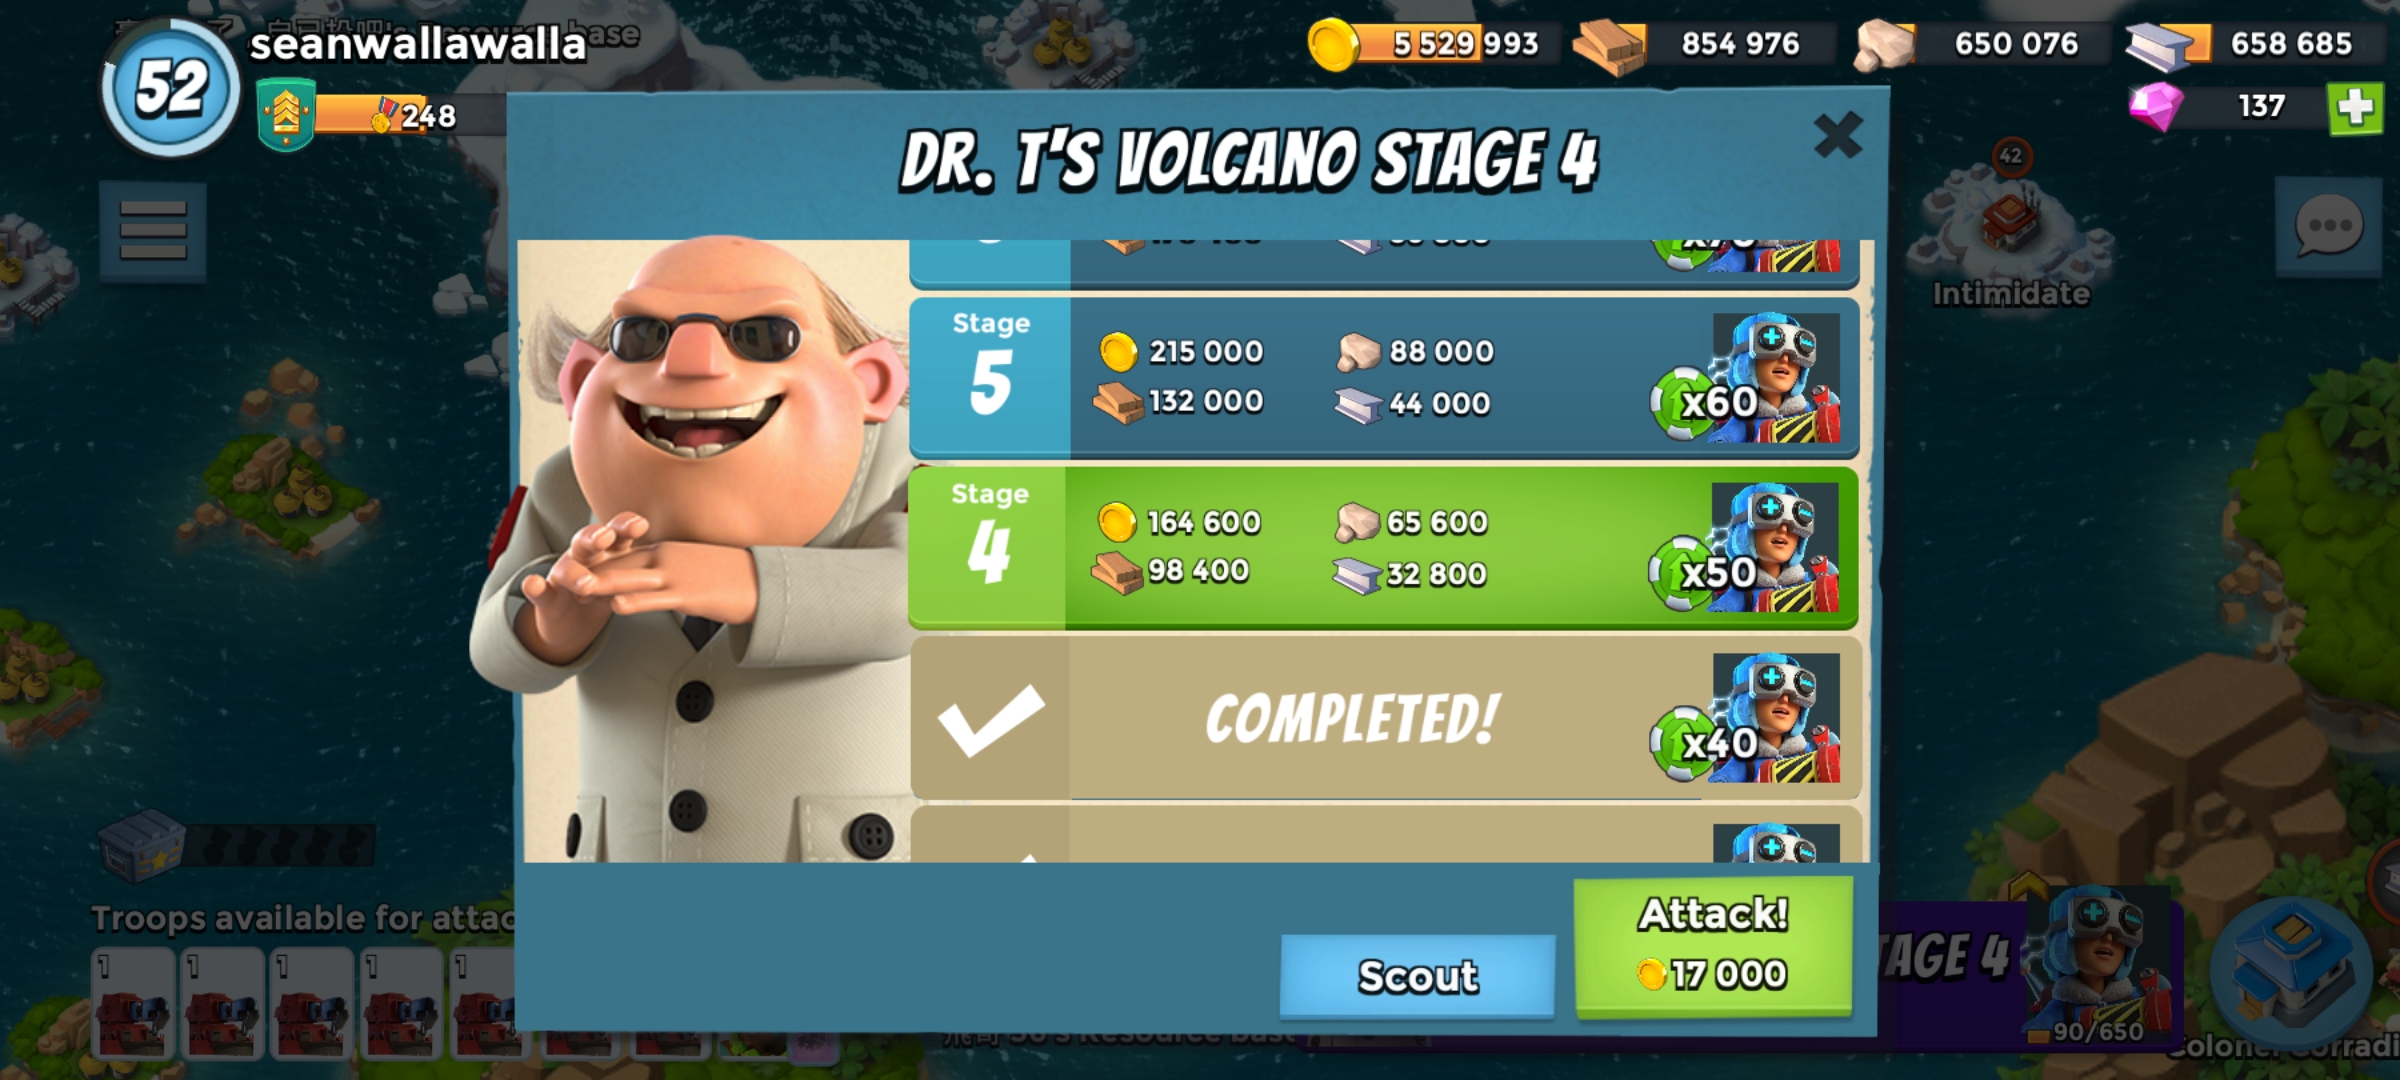 seanwallawalla
52
248
5 529 993
854 976
650 076
658 685
137
DR. T'S VOLCANO STAGE 4
42
Intimidate
Stage
5
215 000
88 000
132 000
44 000
x60
Stage
4
164 600
65 600
98 400
32 800
x50
COMPLETED!
x40
Troops available for attac
1
1
1
1
1
Scout
Attack!
17 000
TAGE 4
90/650